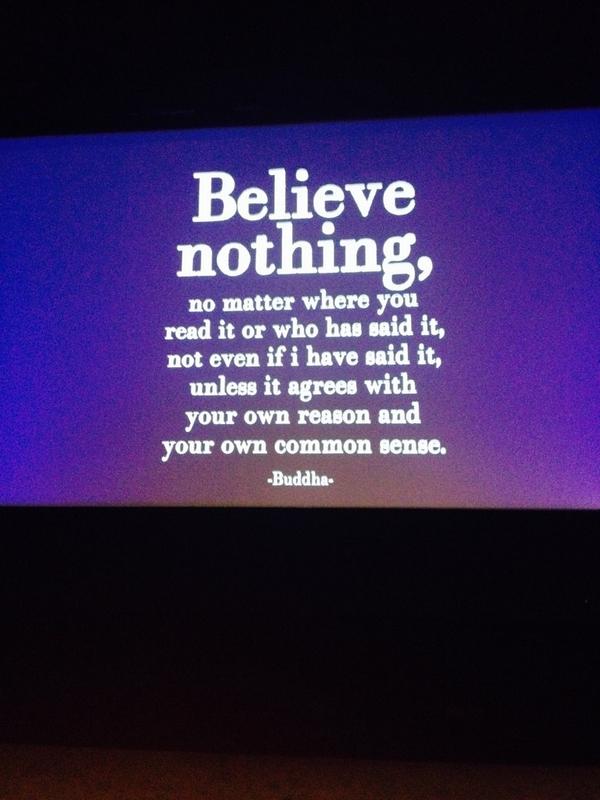 Believe
nothing,
no matter where you
read it or who has said it,
not even if i have said it,
unless it agrees with
your own reason and
your own common sense.
-Buddha-